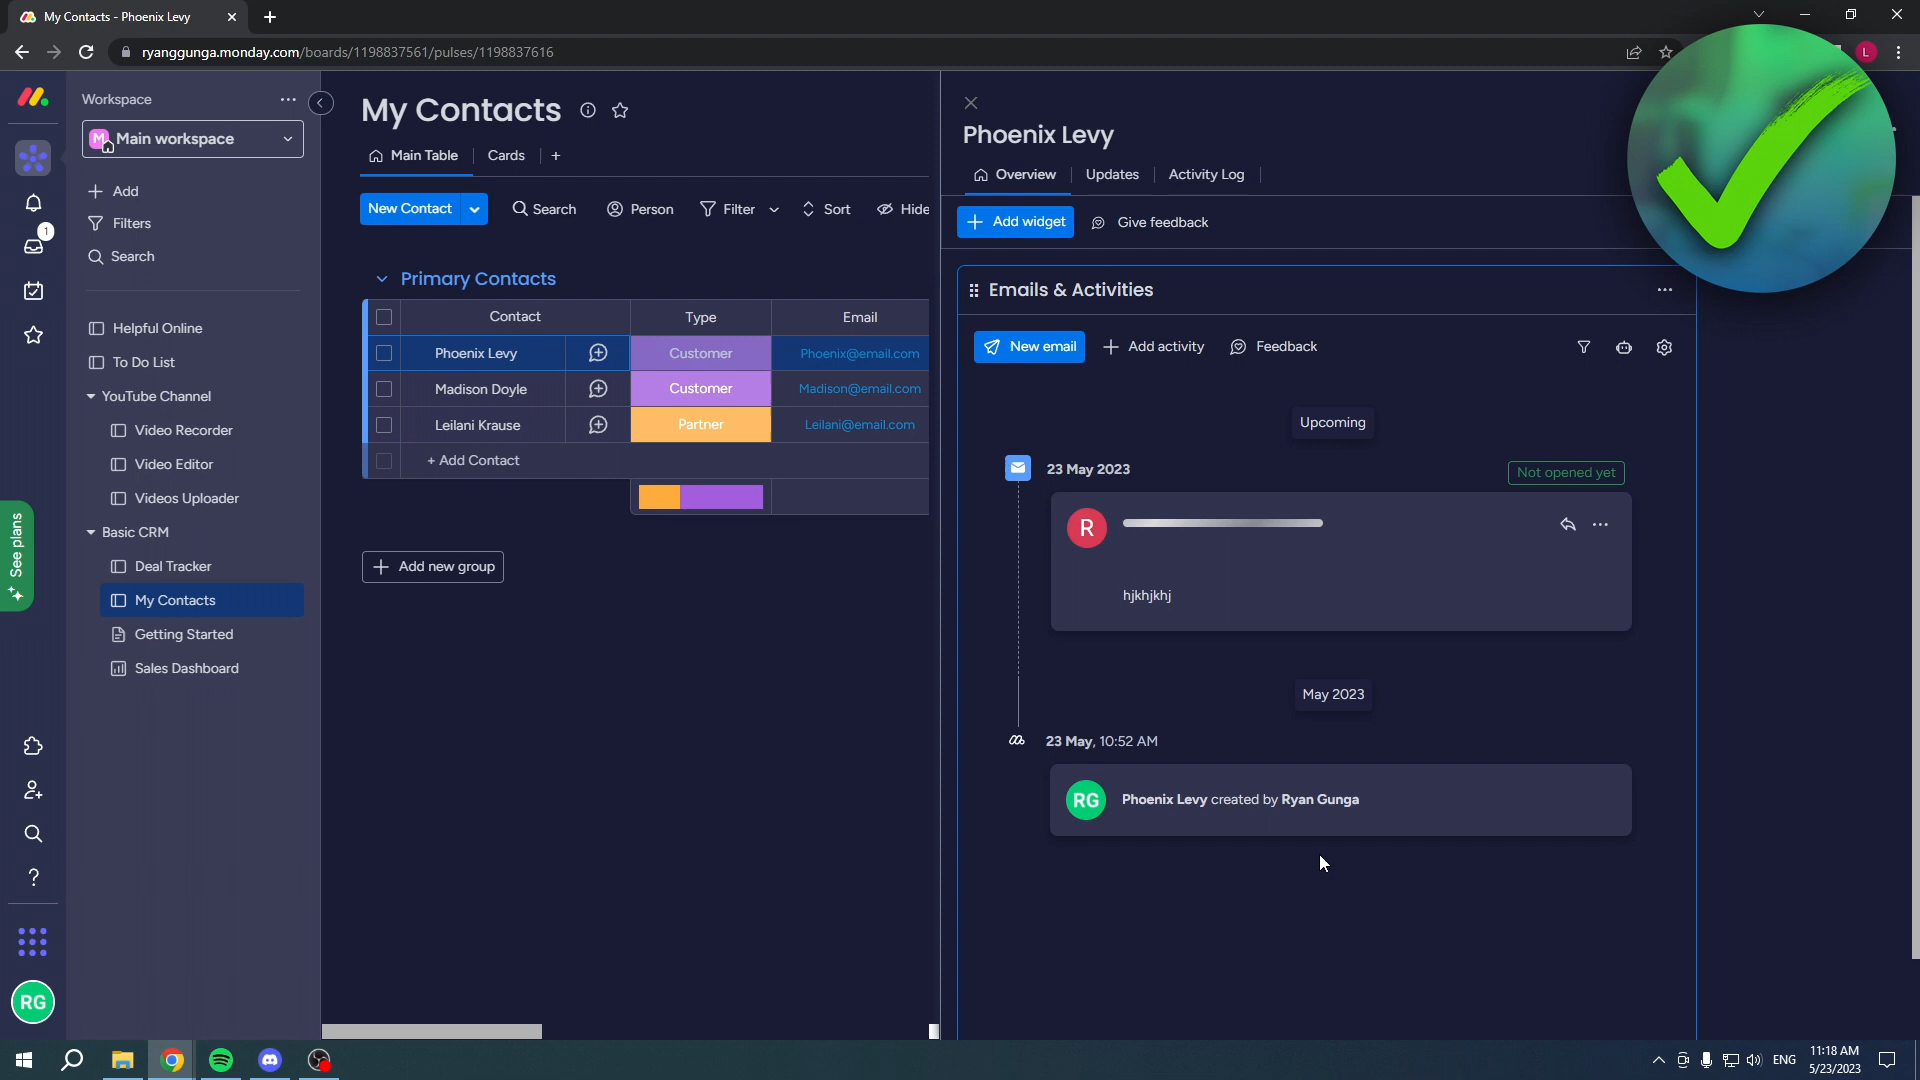 My Contacts - Phoenix Levy
ryanggunga.monday.com/boards/1198837561/pulses/1198837616
L
Workspace
M Main workspace
Add
Filters
1
Search
Helpful Online
To Do List
YouTube Channel
Video Recorder
Video Editor
Videos Uploader
See plans
Basic CRM
Deal Tracker
My Contacts
Getting Started
Sales Dashboard
RG
My Contacts
Main Table
Cards
New Contact
Search
Person
Filter
Sort
Hide
Primary Contacts
Contact Type Email
Phoenix Levy Customer Phoenix@email.com
Madison Doyle Customer Madison@email.com
Leilani Krause Partner Leilani@email.com
+ Add Contact
Add new group
Phoenix Levy
Overview
Updates
Activity Log
Add widget
Give feedback
Emails & Activities
New email
Add activity
Feedback
Upcoming
23 May 2023
Not opened yet
R
hjkhjkhj
May 2023
23 May, 10:52 AM
RG
Phoenix Levy created by Ryan Gunga
ENG
11:18 AM
5/23/2023